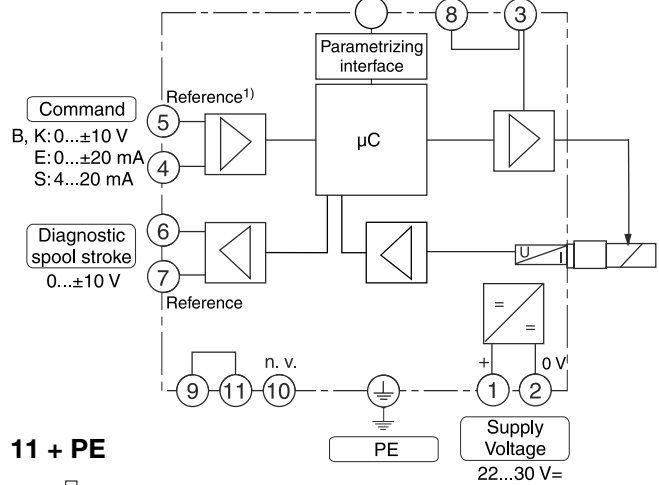 8 3
Parametrizing
interface
Command
Reference¹⁾
5
B, K: 0...±10 V
E: 0...±20 mA
S: 4...20 mA
4
µC
Diagnostic
spool stroke
0...±10 V
6
7
Reference
U
I
=
=
+ 0 V
n. v.
9 11 10 1 2
11 + PE
PE
Supply
Voltage
22...30 V=